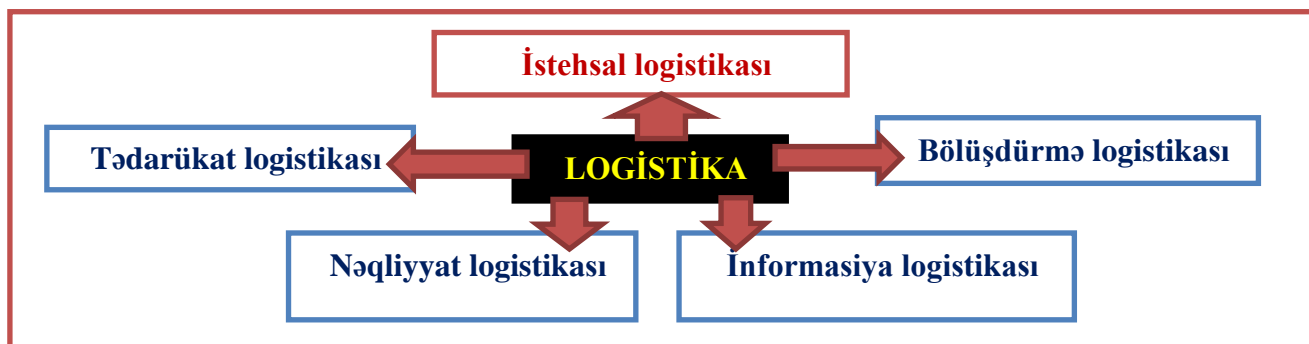 İstehsal logistikası
Tədarükat logistikası
LOGİSTİKA
Bölüşdürmə logistikası
Nəqliyyat logistikası
İnformasiya logistikası